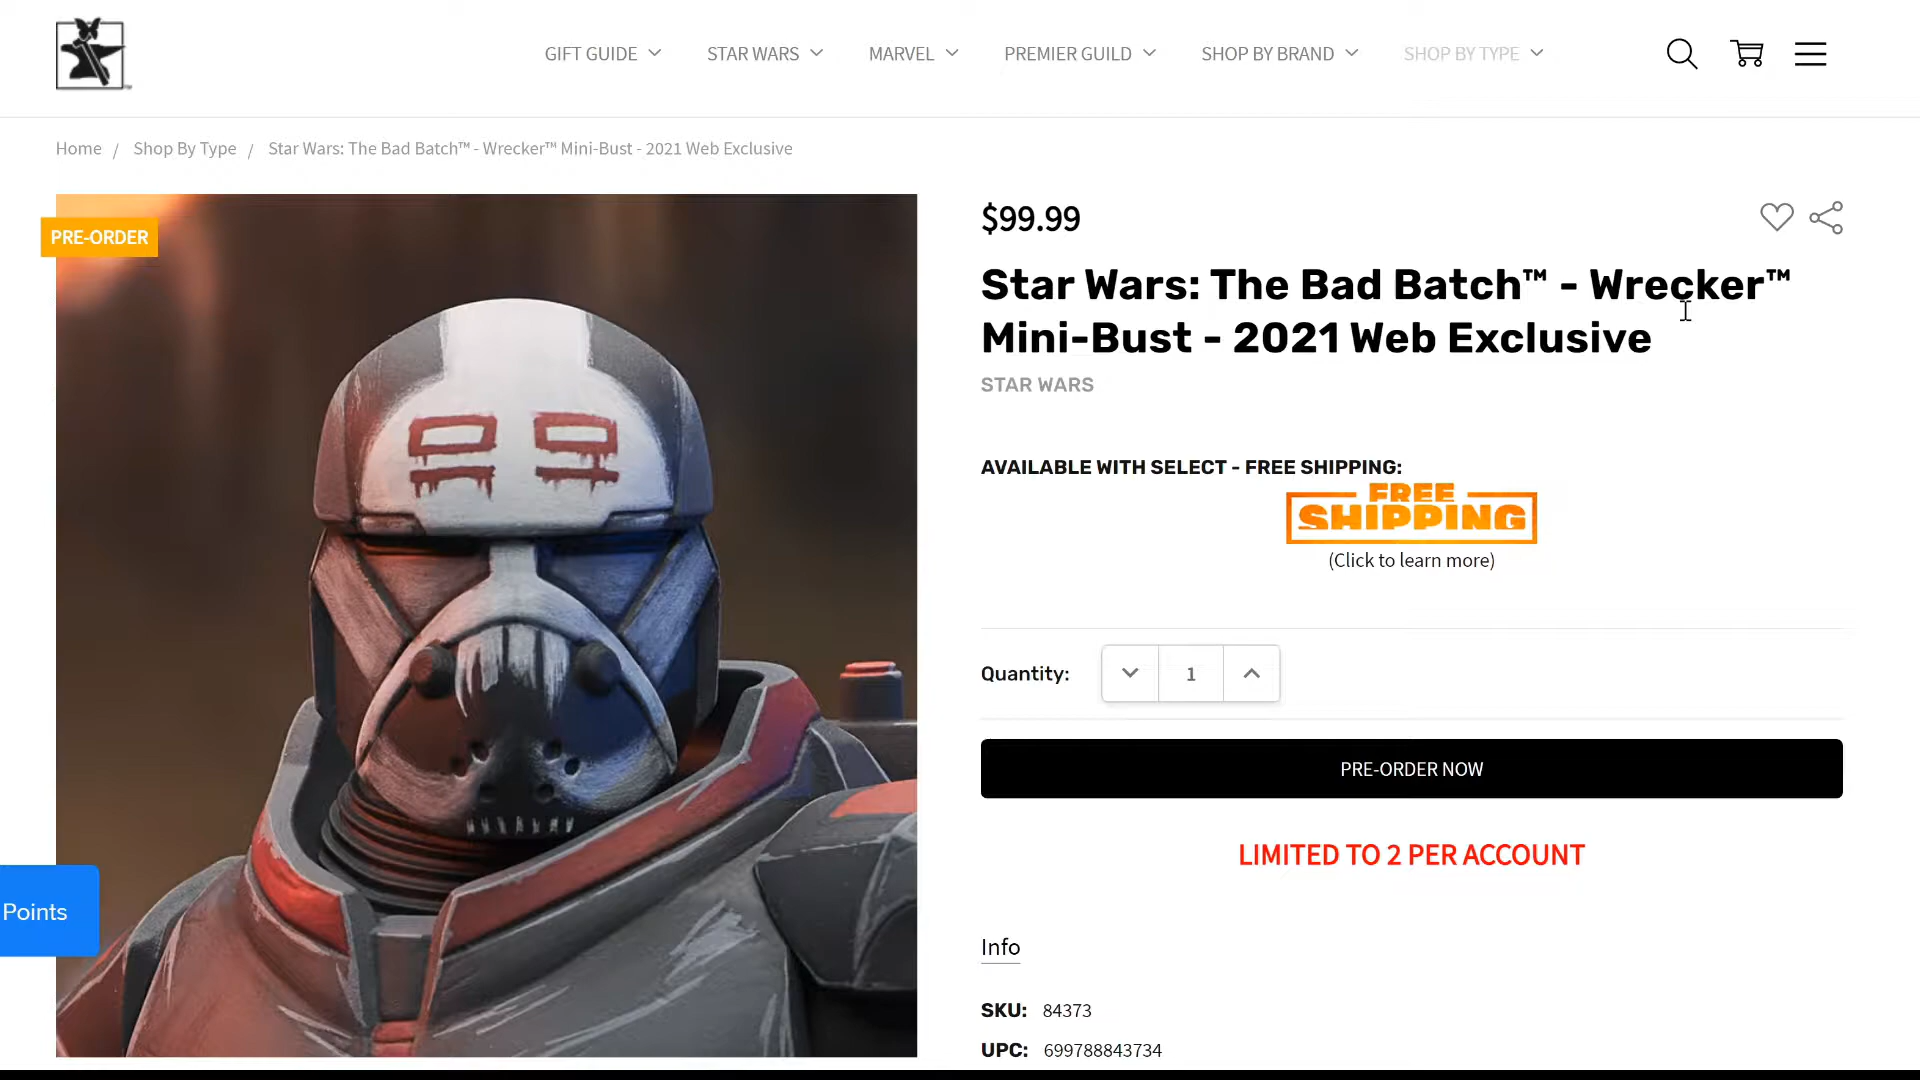 GIFT GUIDE
STAR WARS
MARVEL
PREMIER GUILD
SHOP BY BRAND
SHOP BY TYPE
Home / Shop By Type / Star Wars: The Bad Batch™ - Wrecker™ Mini-Bust - 2021 Web Exclusive
PRE-ORDER
$99.99
Star Wars: The Bad Batch™ - Wrecker™
Mini-Bust - 2021 Web Exclusive
STAR WARS
AVAILABLE WITH SELECT - FREE SHIPPING:
FREE
SHIPPING
(Click to learn more)
Quantity: 1
PRE-ORDER NOW
LIMITED TO 2 PER ACCOUNT
Points
Info
SKU: 84373
UPC: 699788843734